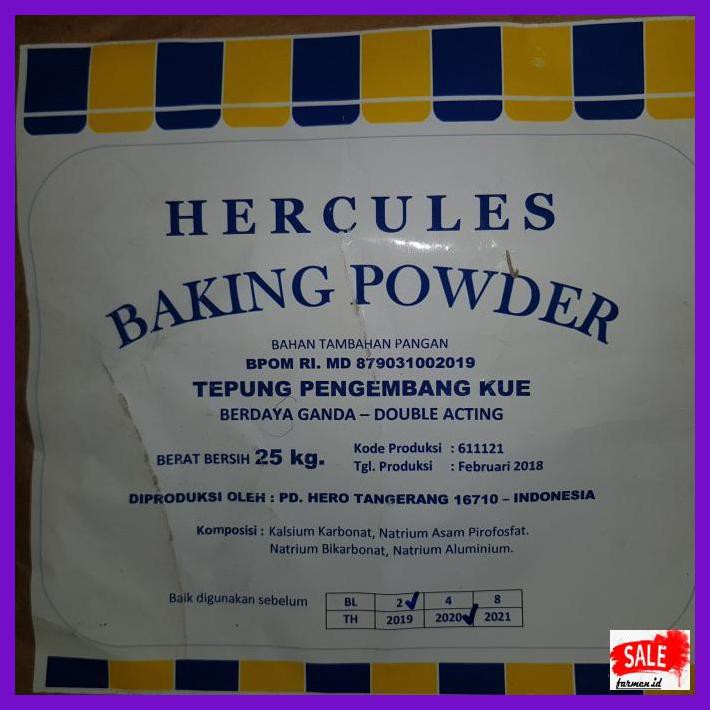 HERCULES
BAKING POWDER
BAHAN TAMBAHAN PANGAN
BPOM RI. MD 879031002019
TEPUNG PENGEMBANG KUE
BERDAYA GANDA – DOUBLE ACTING
BERAT BERSIH 25 kg.
Kode Produksi : 611121
Tgl. Produksi : Februari 2018
DIPRODUKSI OLEH : PD. HERO TANGERANG 16710 – INDONESIA
Komposisi : Kalsium Karbonat, Natrium Asam Pirofosfat.
Natrium Bikarbonat, Natrium Aluminium.
Baik digunakan sebelum
BL 2 ✓ 4 8
TH 2019 2020 ✓ 2021
SALE
farmen.id